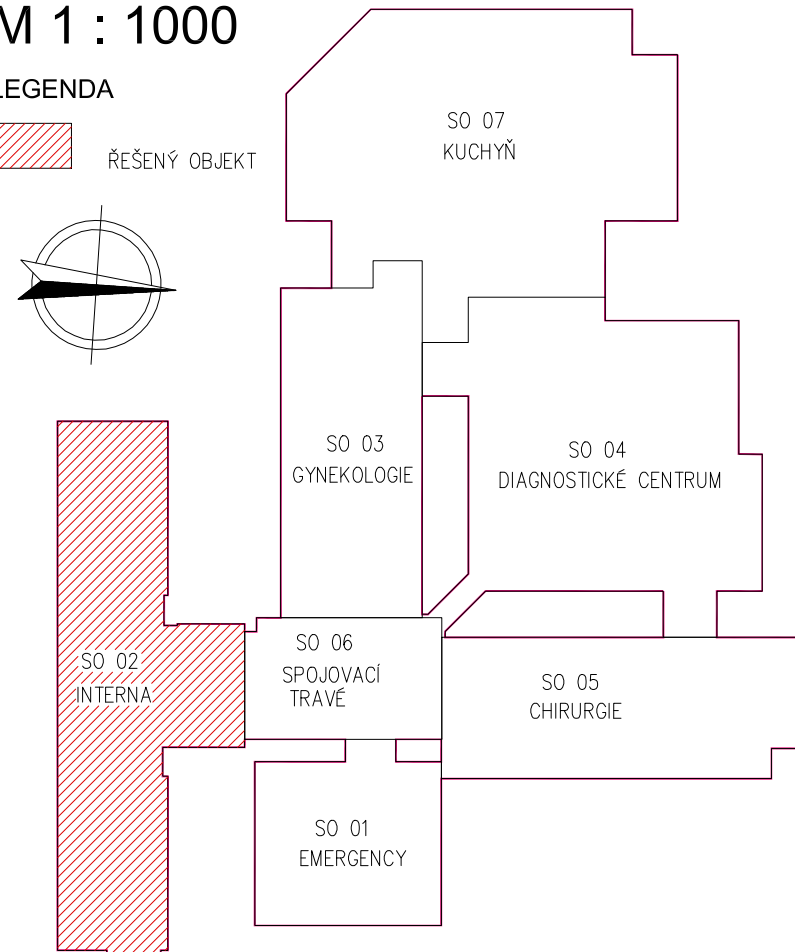 M 1 : 1000
LEGENDA
ŘEŠENÝ OBJEKT
SO 07
KUCHYŇ
SO 03
GYNEKOLOGIE
SO 04
DIAGNOSTICKÉ CENTRUM
SO 06
SPOJOVACÍ
TRAVÉ
SO 02
INTERNA
SO 05
CHIRURGIE
SO 01
EMERGENCY